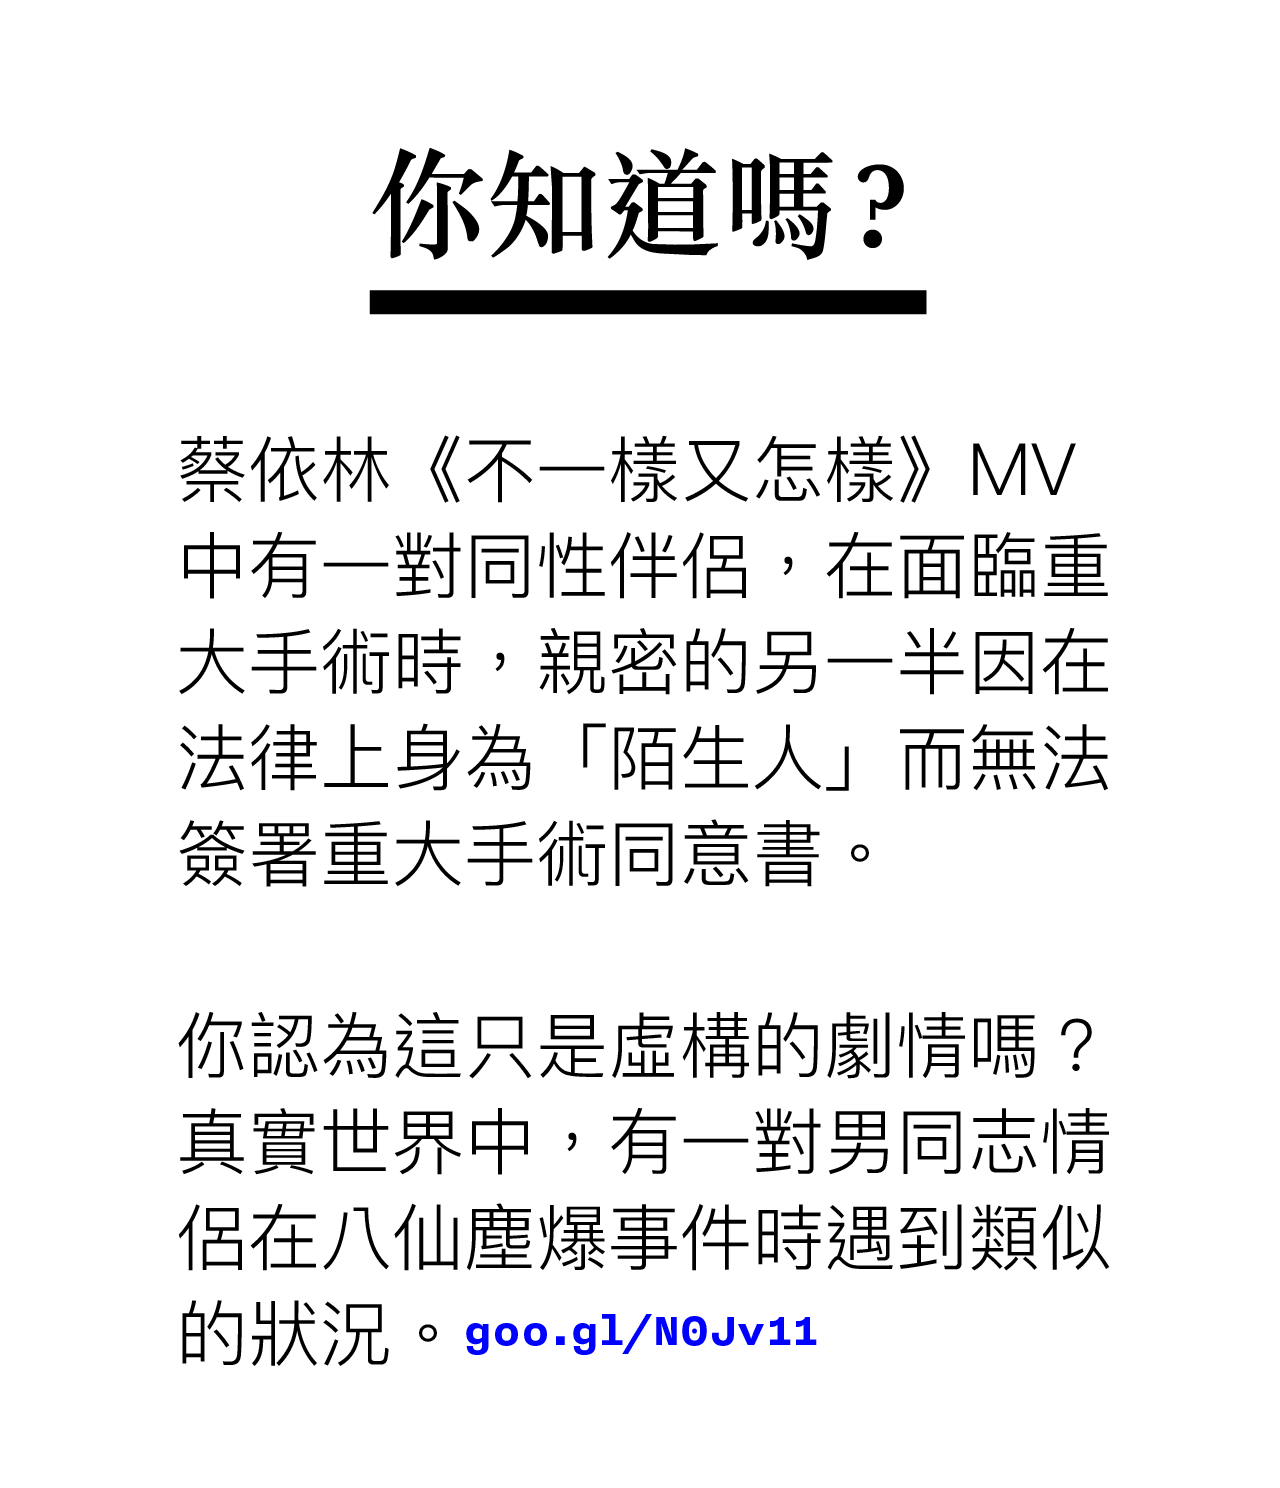 你知道嗎?
蔡依林《不一樣又怎樣》MV
中有一對同性伴侶，在面臨重
大手術時，親密的另一半因在
法律上身為「陌生人」而無法
簽署重大手術同意書。
你認為這只是虛構的劇情嗎？
真實世界中，有一對男同志情
侶在八仙塵爆事件時遇到類似
的狀況。goo.gl/N0Jv11